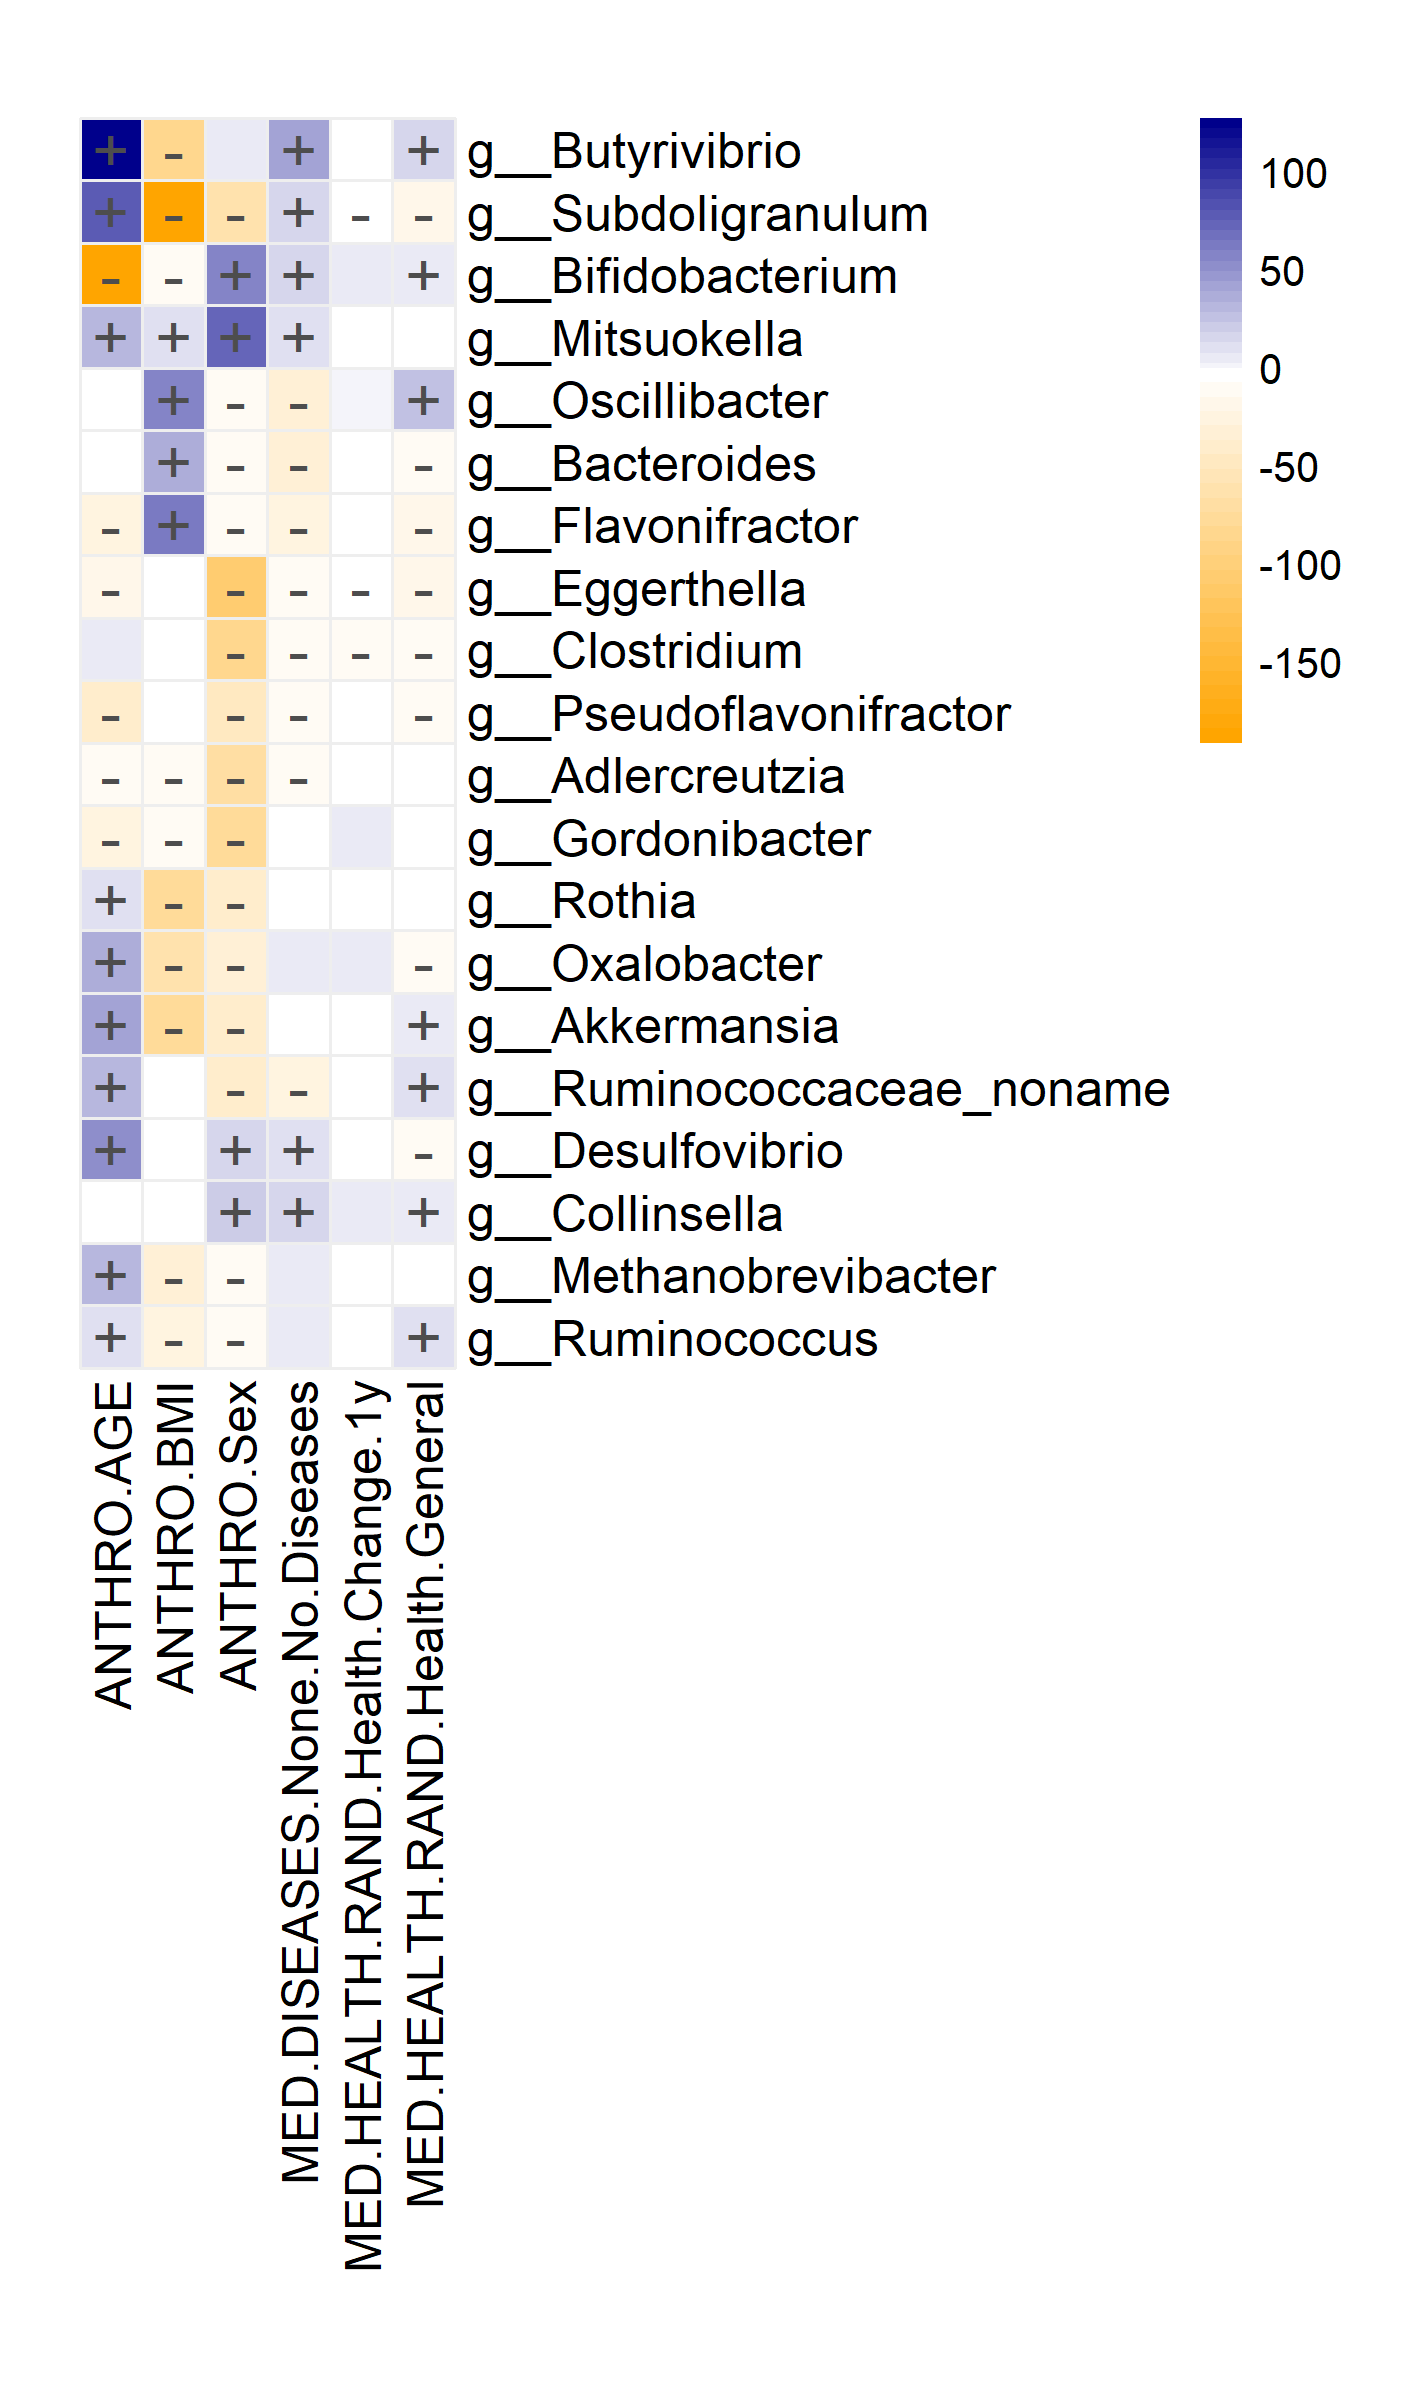 + - + + g__Butyrivibrio
+ - - + - - g__Subdoligranulum
- - + + + g__Bifidobacterium
+ + + + g__Mitsuokella
+ - - + g__Oscillibacter
+ - - - g__Bacteroides
- + - - - g__Flavonifractor
- - - - - g__Eggerthella
- - - - g__Clostridium
- - - - g__Pseudoflavonifractor
- - - - g__Adlercreutzia
- - - g__Gordonibacter
+ - - g__Rothia
+ - - - g__Oxalobacter
+ - - + g__Akkermansia
+ - - + g__Ruminococcaceae_noname
+ + + - g__Desulfovibrio
+ + + g__Collinsella
+ - - g__Methanobrevibacter
+ - - + g__Ruminococcus
ANTHRO.AGE
ANTHRO.BMI
ANTHRO.Sex
MED.DISEASES.None.No.Diseases
MED.HEALTH.RAND.Health.Change.1y
MED.HEALTH.RAND.Health.General
100
50
0
-50
-100
-150